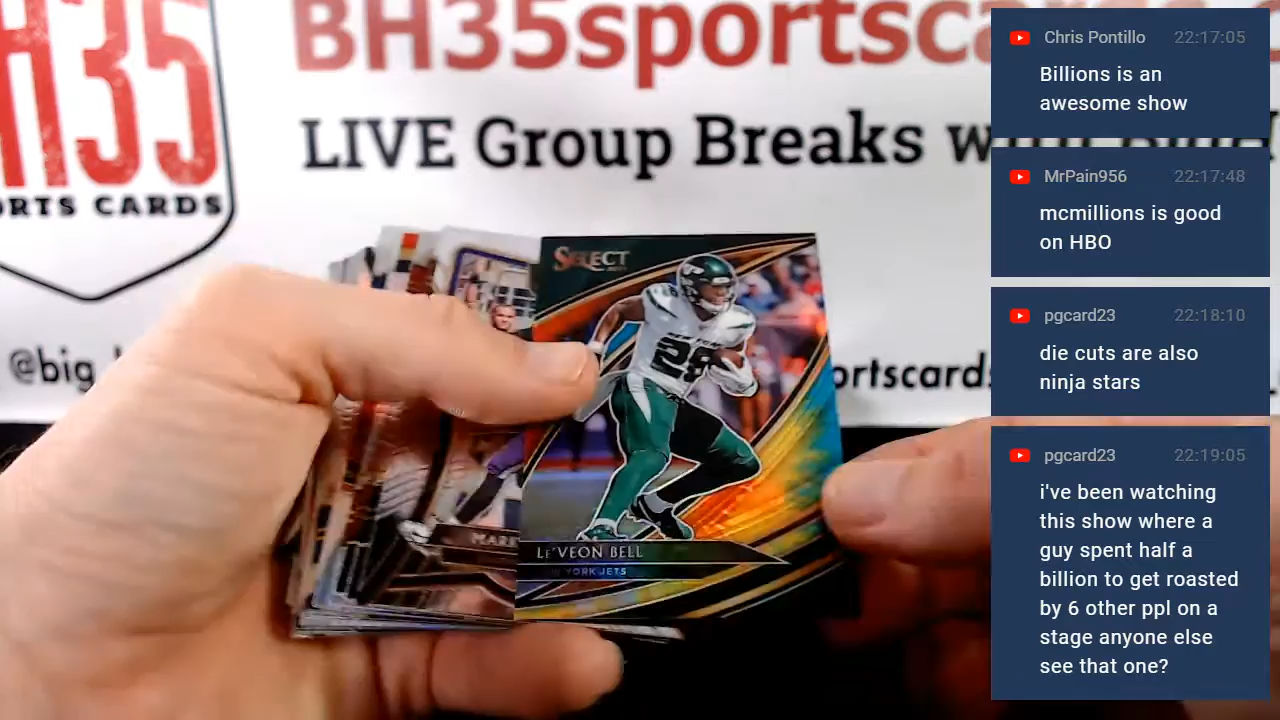 BH35sportsca
H35
LIVE Group Breaks
ORTS CARDS
@big
ortscards
SELECT
28
MARK
LE'VEON BELL
YORK JETS
Chris Pontillo 22:17:05
Billions is an
awesome show
MrPain956 22:17:48
mcmillions is good
on HBO
pgcard23 22:18:10
die cuts are also
ninja stars
pgcard23 22:19:05
i've been watching
this show where a
guy spent half a
billion to get roasted
by 6 other ppl on a
stage anyone else
see that one?